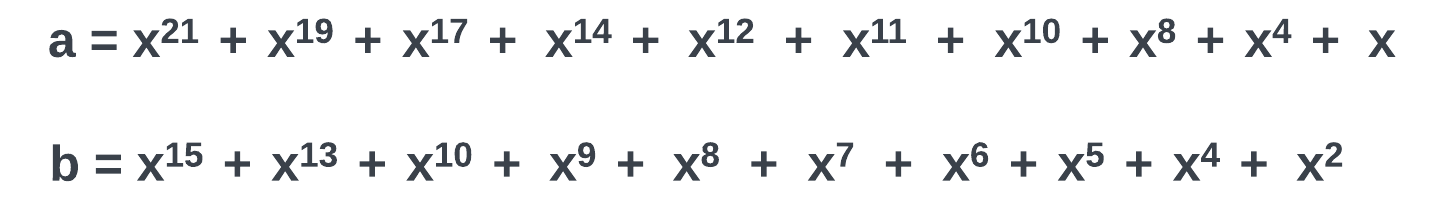 a = x²¹ + x¹⁹ + x¹⁷ + x¹⁴ + x¹² + x¹¹ + x¹⁰ + x⁸ + x⁴ + x
b = x¹⁵ + x¹³ + x¹⁰ + x⁹ + x⁸ + x⁷ + x⁶ + x⁵ + x⁴ + x²